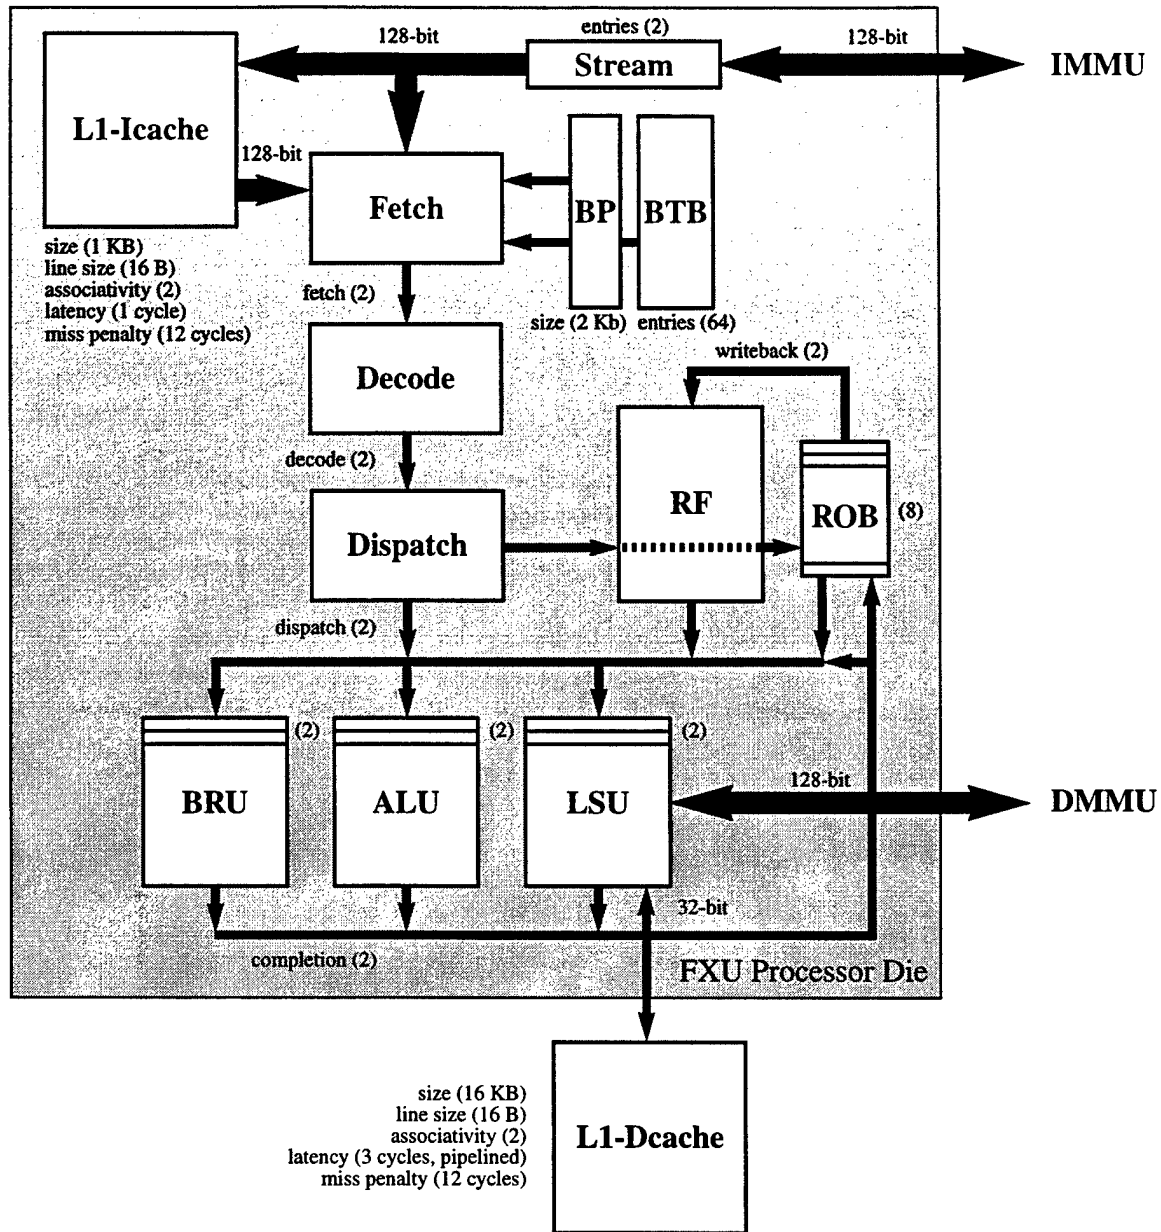 entries (2)
128-bit
Stream
128-bit
IMMU
L1-Icache
128-bit
Fetch
BP
BTB
size (1 KB)
line size (16 B)
associativity (2)
latency (1 cycle)
miss penalty (12 cycles)
fetch (2)
size (2 Kb)
entries (64)
writeback (2)
Decode
decode (2)
RF
ROB
(8)
Dispatch
dispatch (2)
(2)
(2)
(2)
BRU
ALU
LSU
128-bit
DMMU
32-bit
completion (2)
FXU Processor Die
size (16 KB)
line size (16 B)
associativity (2)
latency (3 cycles, pipelined)
miss penalty (12 cycles)
L1-Dcache